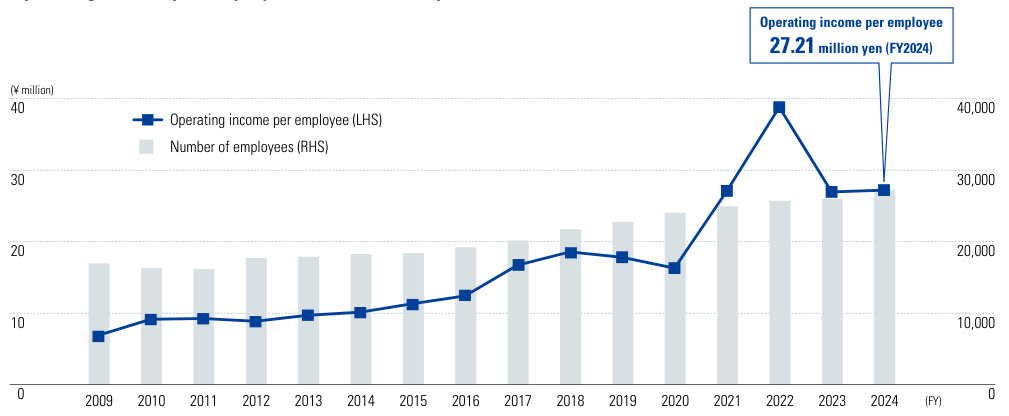 Operating income per employee
27.21 million yen (FY2024)
(¥ million)
40
40,000
Operating income per employee (LHS)
Number of employees (RHS)
30
30,000
20
20,000
10
10,000
0
0
2009 2010 2011 2012 2013 2014 2015 2016 2017 2018 2019 2020 2021 2022 2023 2024 (FY)